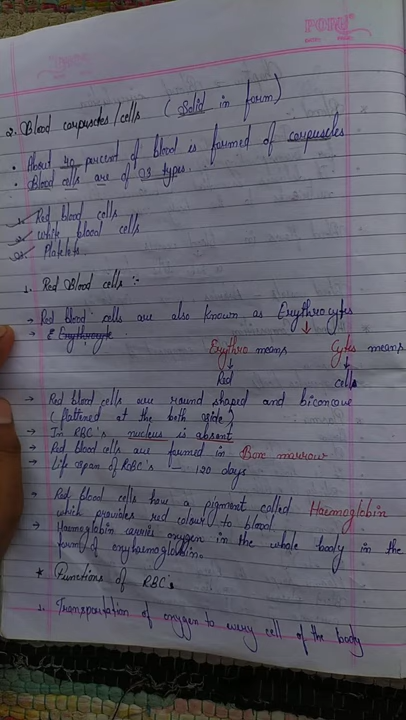 2. Blood corpuscles/cells (Solid in form)
• About 40 percent of blood is formed of corpuscles
• Blood cells are of 03 types.
1. Red blood cells
2. White blood cells
3. Platelets
1. Red Blood cells :-
→ Red blood cells are also known as Erythrocytes
→ E Erythrocyte
Erythro means Cytes means
Red cells
→ Red blood cells are round shaped and biconcave
(flattened at the both side)
→ In RBC's nucleus is absent
→ Red blood cells are formed in Bone marrow
→ Life span of RBC's — 120 days
→ Red blood cells have a pigment called Haemoglobin
which provides red colour to blood
→ Haemoglobin carries oxygen in the whole body in the
form of oxyhaemoglobin.
* Functions of RBC's
1. Transportation of oxygen to every cell of the body